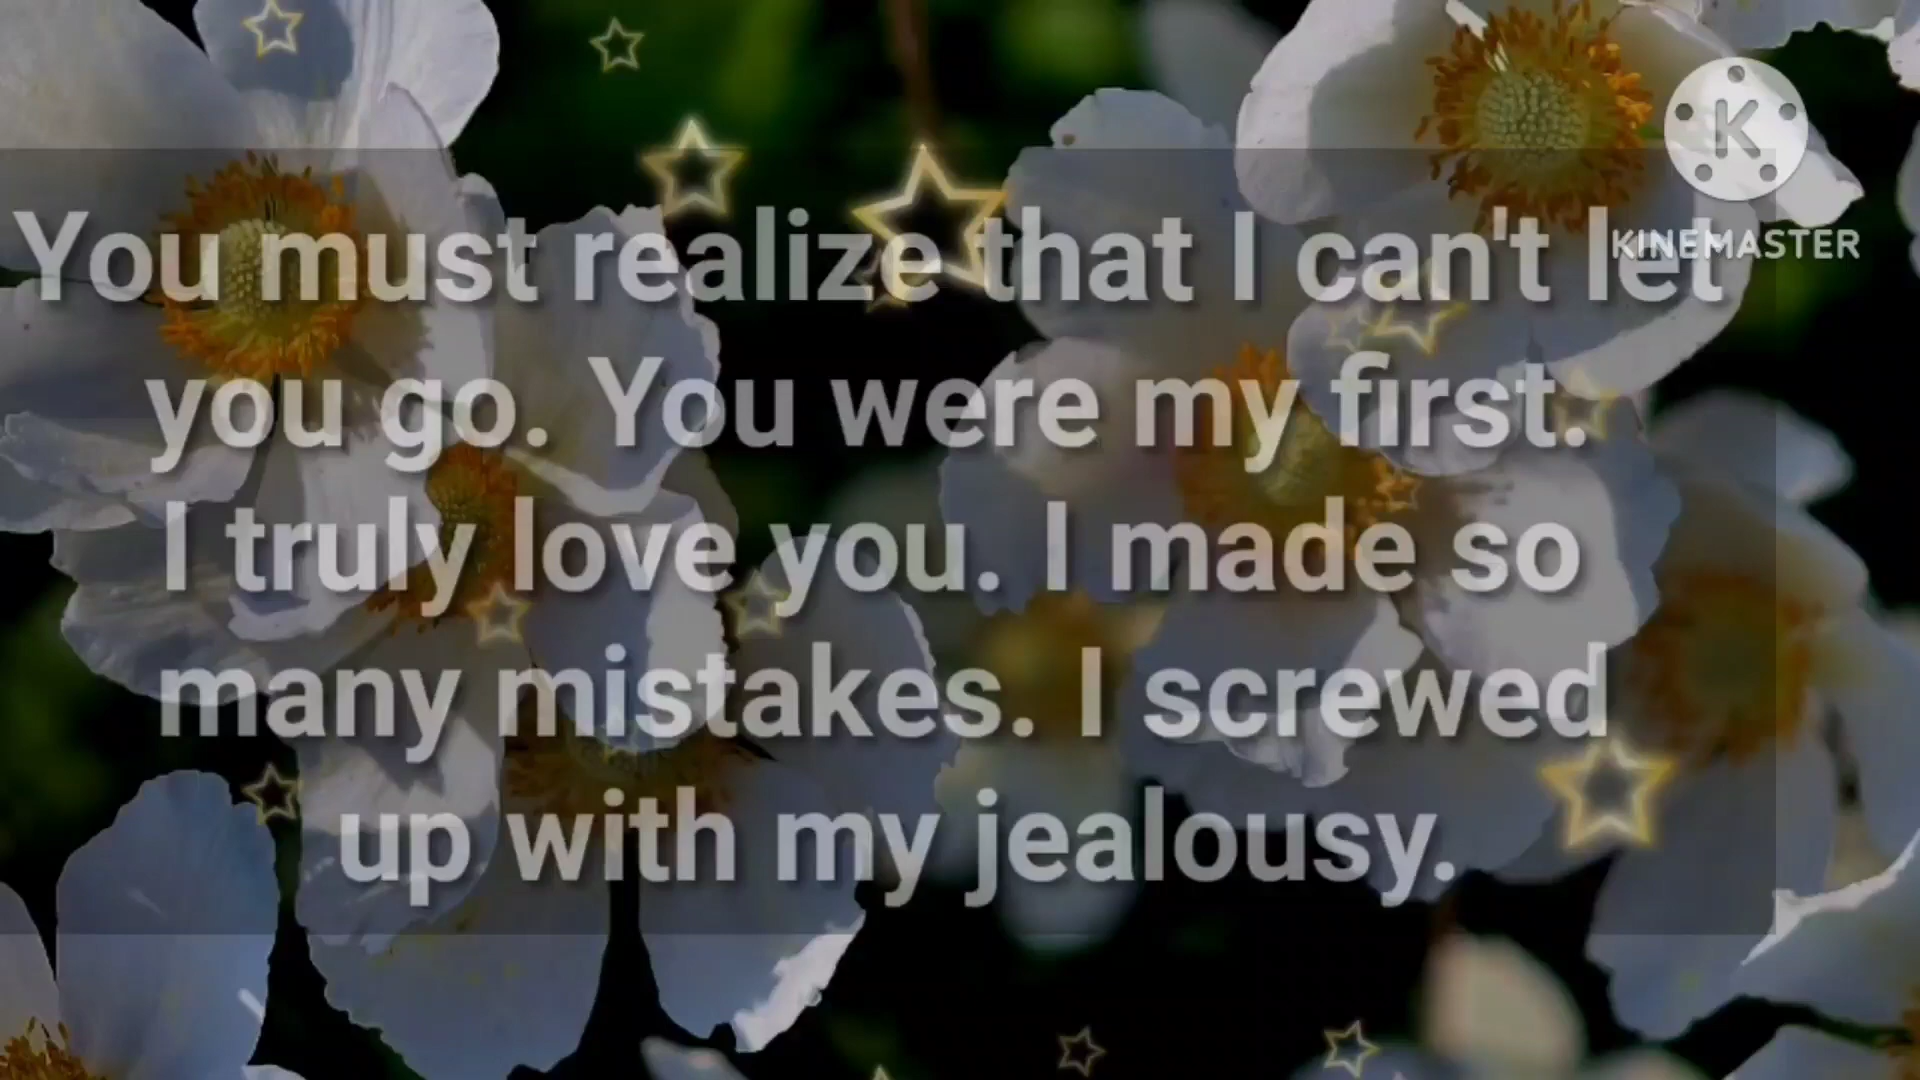 You must realize that I can't let
you go. You were my first.
I truly love you. I made so
many mistakes. I screwed
up with my jealousy.
K
KINEMASTER